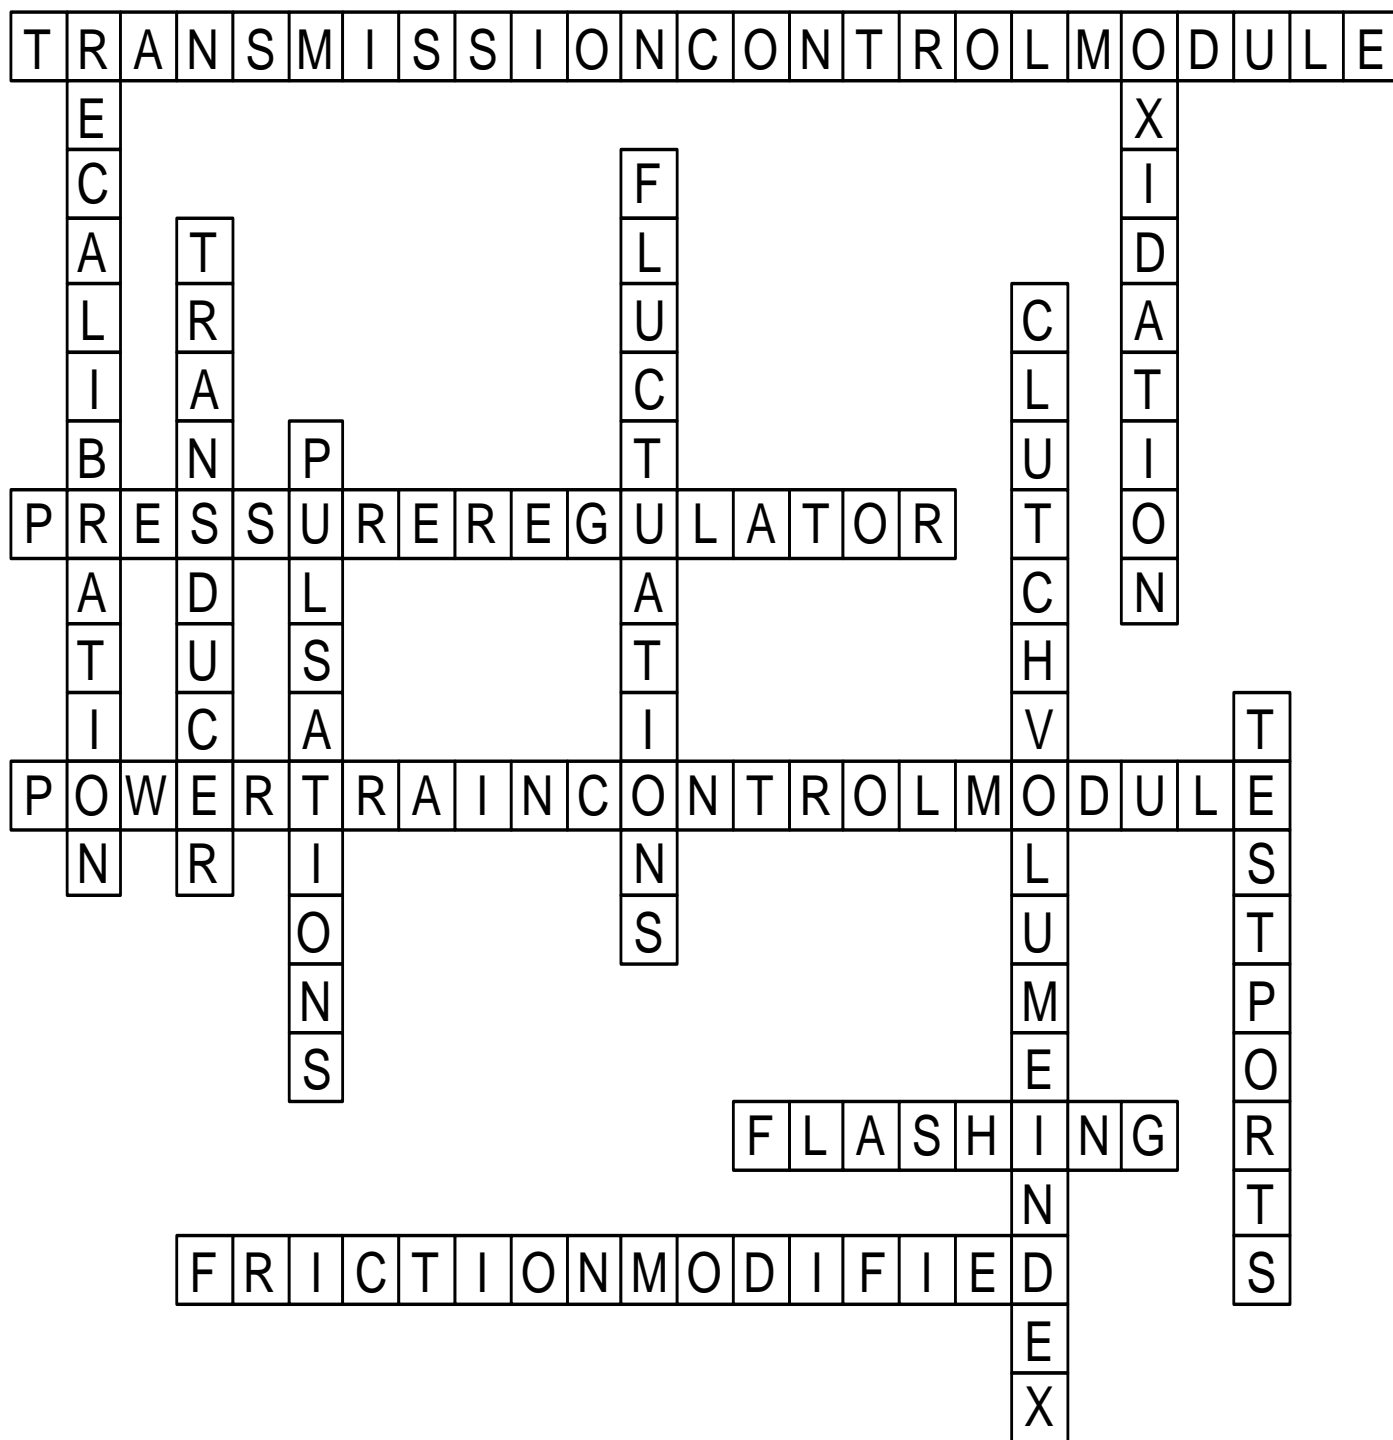 TRANSMISSIONCONTROLMODULE
RECALIBRATION
OXIDATION
FLUCTUATIONS
TRANSDUCER
CLUTCHVOLUMEINDEX
PULSATIONS
PRESSUREREGULATOR
TESTPORTS
POWERTRAINCONTROLMODULE
FLASHING
FRICTIONMODIFIED